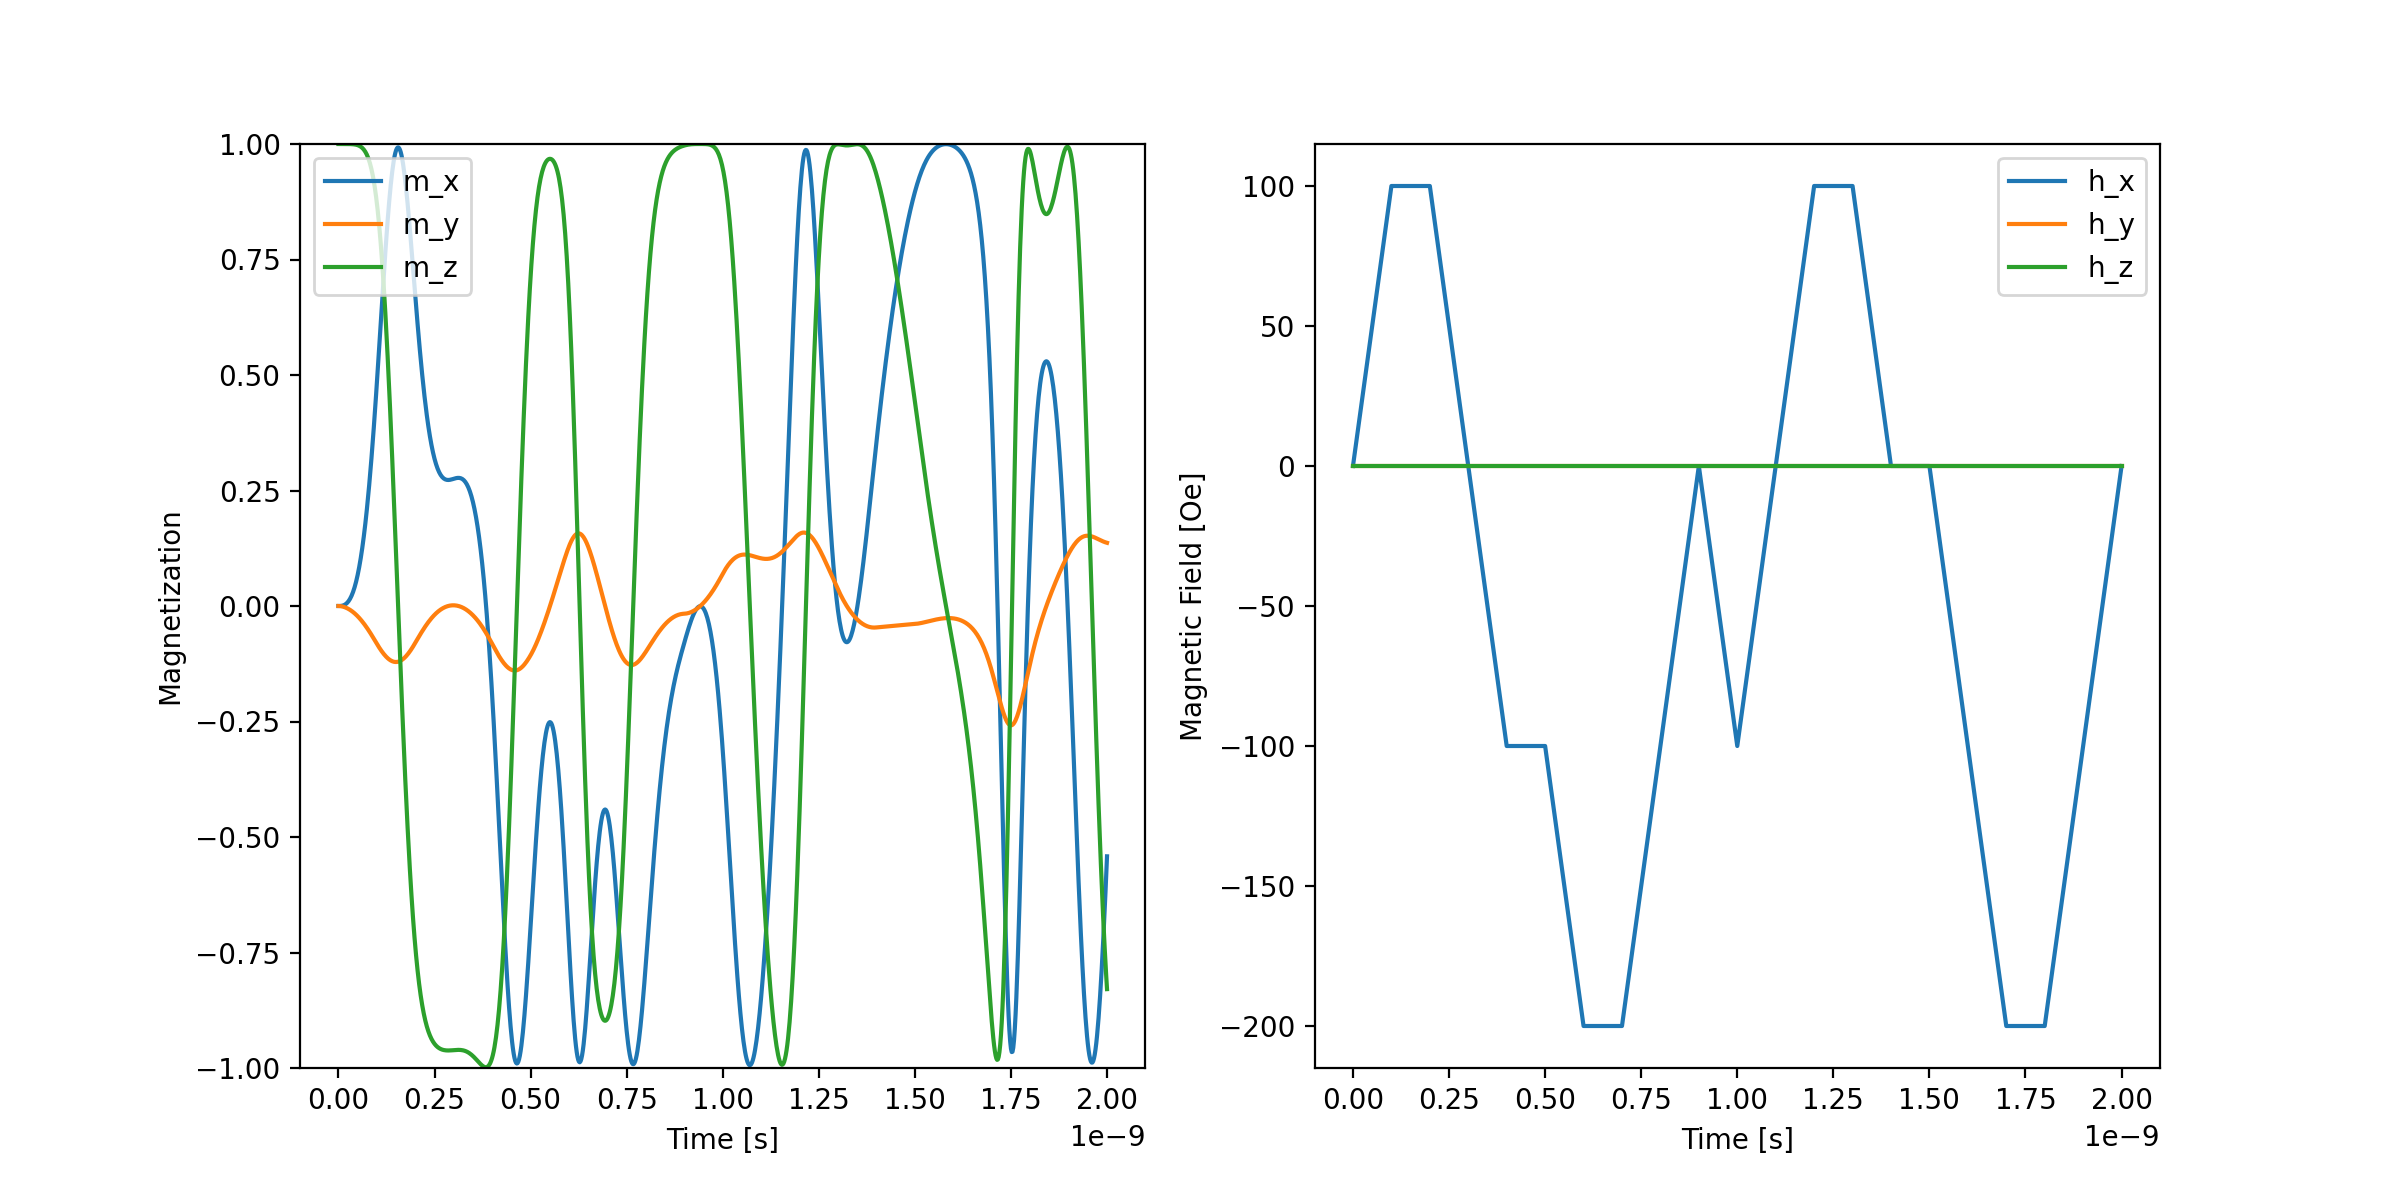 1.00
0.75
0.50
0.25
0.00
−0.25
−0.50
−0.75
−1.00
Magnetization
m_x
m_y
m_z
0.00 0.25 0.50 0.75 1.00 1.25 1.50 1.75 2.00
Time [s]
1e−9
100
50
0
−50
−100
−150
−200
Magnetic Field [Oe]
h_x
h_y
h_z
0.00 0.25 0.50 0.75 1.00 1.25 1.50 1.75 2.00
Time [s]
1e−9